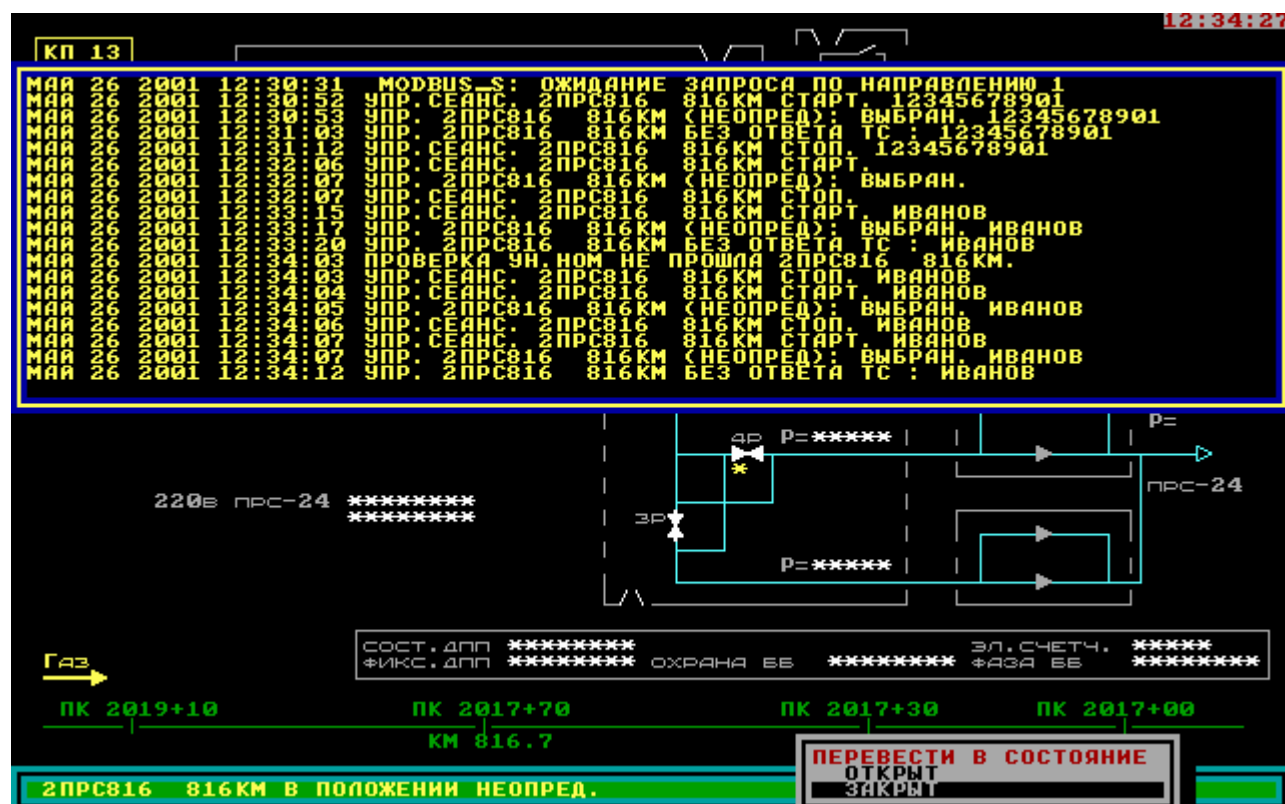 12:34:27
КП 13
МАЯ 26 2001 12:30:31 MODBUS_S: ОЖИДАНИЕ ЗАПРОСА ПО НАПРАВЛЕНИЮ 1
МАЯ 26 2001 12:30:52 УПР.СЕАНС. 2ПРС816 816КМ СТАРТ. 12345678901
МАЯ 26 2001 12:30:53 УПР. 2ПРС816 816КМ (НЕОПРЕД): ВЫБРАН. 12345678901
МАЯ 26 2001 12:31:03 УПР. 2ПРС816 816КМ БЕЗ ОТВЕТА ТС : 12345678901
МАЯ 26 2001 12:31:12 УПР.СЕАНС. 2ПРС816 816КМ СТОП. 12345678901
МАЯ 26 2001 12:32:06 УПР.СЕАНС. 2ПРС816 816КМ СТАРТ.
МАЯ 26 2001 12:32:07 УПР. 2ПРС816 816КМ (НЕОПРЕД): ВЫБРАН.
МАЯ 26 2001 12:32:07 УПР.СЕАНС. 2ПРС816 816КМ СТОП.
МАЯ 26 2001 12:33:15 УПР.СЕАНС. 2ПРС816 816КМ СТАРТ. ИВАНОВ
МАЯ 26 2001 12:33:17 УПР. 2ПРС816 816КМ (НЕОПРЕД): ВЫБРАН. ИВАНОВ
МАЯ 26 2001 12:33:20 УПР. 2ПРС816 816КМ БЕЗ ОТВЕТА ТС : ИВАНОВ
МАЯ 26 2001 12:34:03 ПРОВЕРКА УН.НОМ НЕ ПРОШЛА 2ПРС816 816КМ.
МАЯ 26 2001 12:34:03 УПР.СЕАНС. 2ПРС816 816КМ СТОП. ИВАНОВ
МАЯ 26 2001 12:34:04 УПР.СЕАНС. 2ПРС816 816КМ СТАРТ. ИВАНОВ
МАЯ 26 2001 12:34:05 УПР. 2ПРС816 816КМ (НЕОПРЕД): ВЫБРАН. ИВАНОВ
МАЯ 26 2001 12:34:06 УПР.СЕАНС. 2ПРС816 816КМ СТОП. ИВАНОВ
МАЯ 26 2001 12:34:07 УПР.СЕАНС. 2ПРС816 816КМ СТАРТ. ИВАНОВ
МАЯ 26 2001 12:34:07 УПР. 2ПРС816 816КМ (НЕОПРЕД): ВЫБРАН. ИВАНОВ
МАЯ 26 2001 12:34:12 УПР. 2ПРС816 816КМ БЕЗ ОТВЕТА ТС : ИВАНОВ
P=
4Р P=*****
*
прс-24
220в прс-24 ********
********
3Р
P=*****
СОСТ.ДПП ******** ЭЛ.СЧЕТЧ. *****
ФИКС.ДПП ******** ОХРАНА ББ ******** ФАЗА ББ ********
Газ
ПК 2019+10 ПК 2017+70 ПК 2017+30 ПК 2017+00
КМ 816.7
ПЕРЕВЕСТИ В СОСТОЯНИЕ
ОТКРЫТ
ЗАКРЫТ
2ПРС816 816КМ В ПОЛОЖЕНИИ НЕОПРЕД.